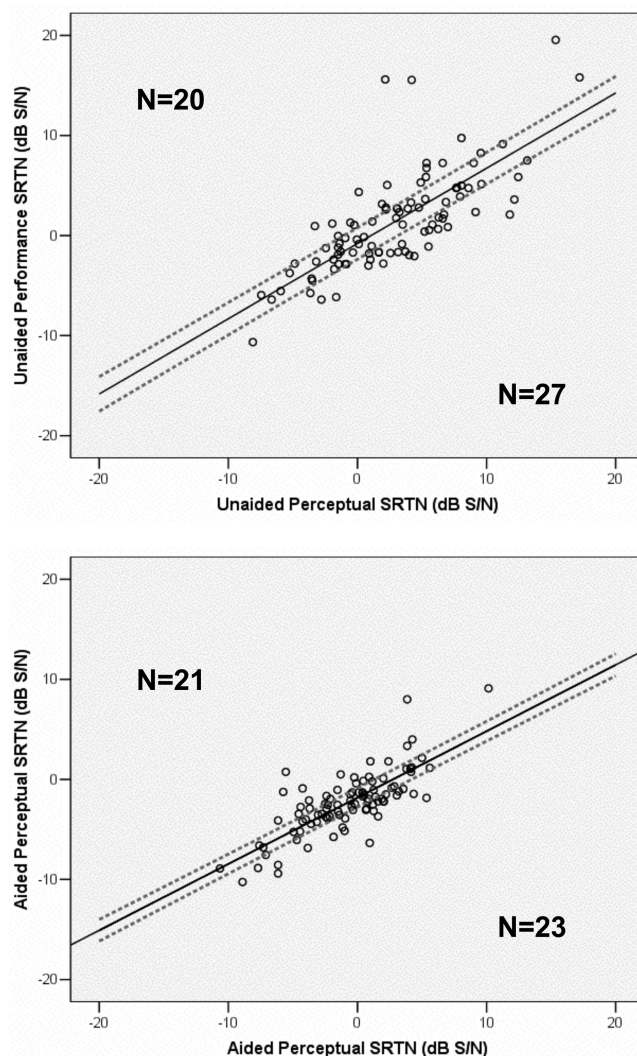 20
10
0
-10
-20
Unaided Performance SRTN (dB S/N)
N=20
N=27
-20 -10 0 10 20
Unaided Perceptual SRTN (dB S/N)
20
10
0
-10
-20
Aided Perceptual SRTN (dB S/N)
N=21
N=23
-20 -10 0 10 20
Aided Perceptual SRTN (dB S/N)